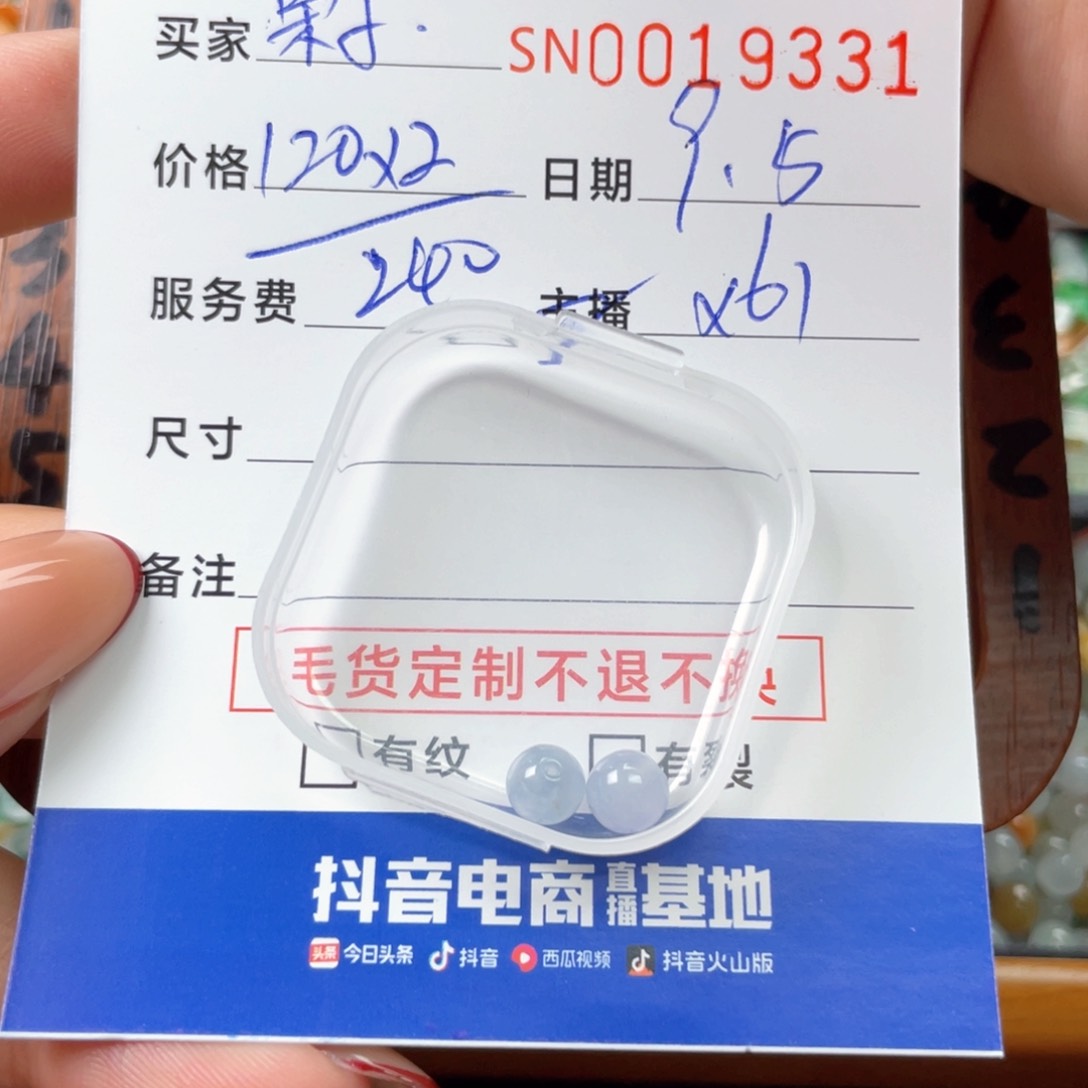 买家 SN0019331
价格 120x2 日期 9.5
服务费 240 主播 x61
尺寸
备注
毛货定制不退不换
有纹 有裂
抖音电商直播基地
头条 今日头条 抖音 西瓜视频 抖音火山版